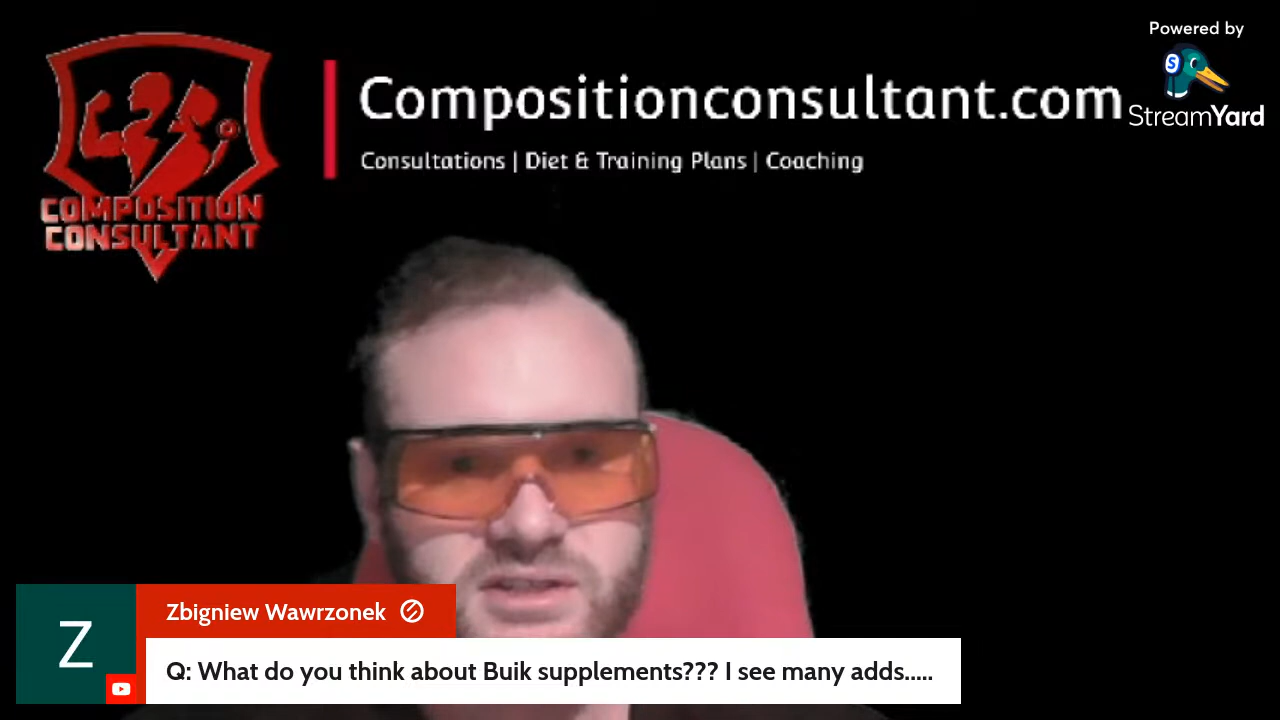 Powered by
StreamYard
Compositionconsultant.com
Consultations | Diet & Training Plans | Coaching
COMPOSITION
CONSULTANT
Z
Zbigniew Wawrzonek
Q: What do you think about Buik supplements??? I see many adds.....